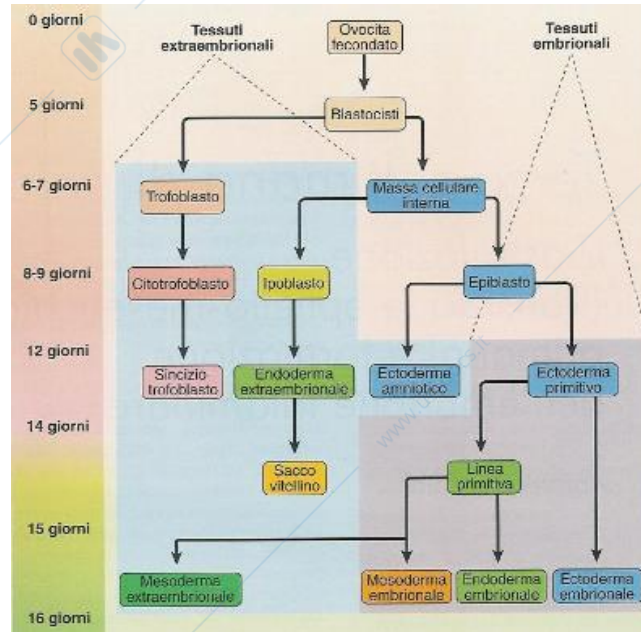 0 giorni
Tessuti
extraembrionali
Ovocita
fecondato
Tessuti
embrionali
5 giorni
Blastocisti
6-7 giorni
Trofoblasto
Massa cellulare
interna
8-9 giorni
Citotrofoblasto
Ipoblasto
Epiblasto
12 giorni
Sincizio
trofoblasto
Endoderma
extraembrionale
Ectoderma
amniotico
Ectoderma
primitivo
14 giorni
Sacco
vitellino
Linea
primitiva
15 giorni
Mesoderma
extraembrionale
Mesoderma
embrionale
Endoderma
embrionale
Ectoderma
embrionale
16 giorni